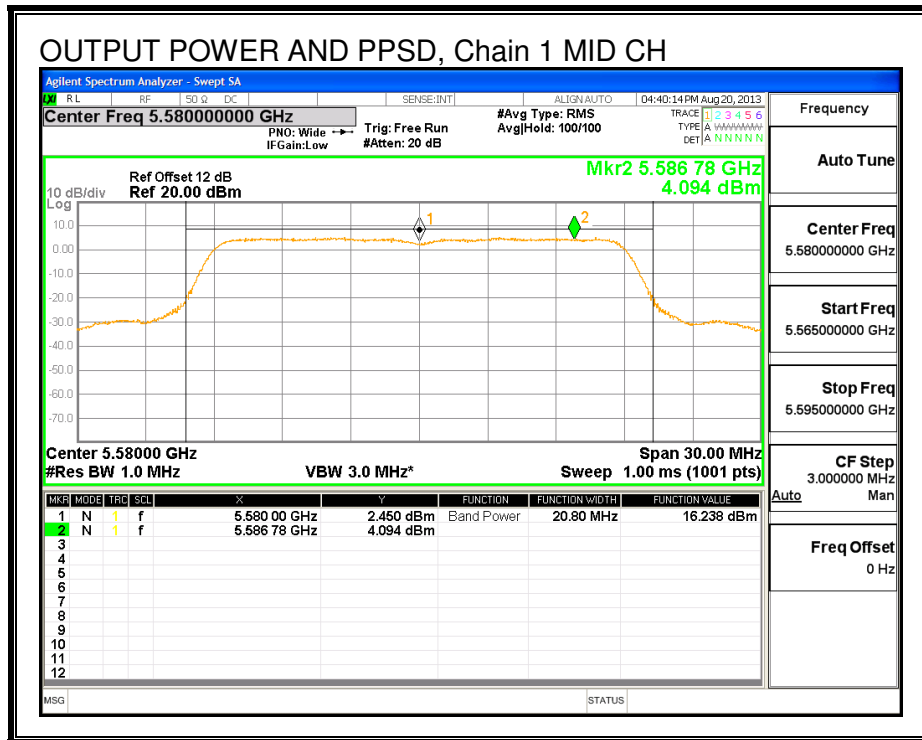 OUTPUT POWER AND PPSD, Chain 1 MID CH
Agilent Spectrum Analyzer - Swept SA
LXI RL RF 50 Ω DC SENSE:INT ALIGN AUTO 04:40:14 PM Aug 20, 2013
Center Freq 5.580000000 GHz
PNO: Wide
IFGain:Low
Trig: Free Run
#Atten: 20 dB
#Avg Type: RMS
Avg|Hold: 100/100
TRACE 1 2 3 4 5 6
TYPE A WWWWW
DET A N N N N N
Frequency
Auto Tune
Center Freq
5.580000000 GHz
Start Freq
5.565000000 GHz
Stop Freq
5.595000000 GHz
CF Step
3.000000 MHz
Auto Man
Freq Offset
0 Hz
Mkr2 5.586 78 GHz
4.094 dBm
Ref Offset 12 dB
10 dB/div Ref 20.00 dBm
Log
10.0
0.00
-10.0
-20.0
-30.0
-40.0
-50.0
-60.0
-70.0
1
2
Center 5.58000 GHz Span 30.00 MHz
#Res BW 1.0 MHz VBW 3.0 MHz* Sweep 1.00 ms (1001 pts)
MKR MODE TRC SCL X Y FUNCTION FUNCTION WIDTH FUNCTION VALUE
1 N 1 f 5.580 00 GHz 2.450 dBm Band Power 20.80 MHz 16.238 dBm
2 N 1 f 5.586 78 GHz 4.094 dBm
3
4
5
6
7
8
9
10
11
12
MSG STATUS